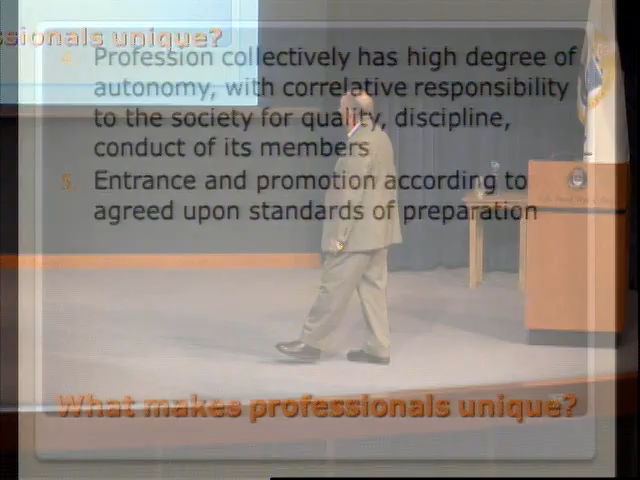 ssionals unique?
4. Profession collectively has high degree of
autonomy, with correlative responsibility
to the society for quality, discipline,
conduct of its members
5. Entrance and promotion according to
agreed upon standards of preparation
What makes professionals unique?